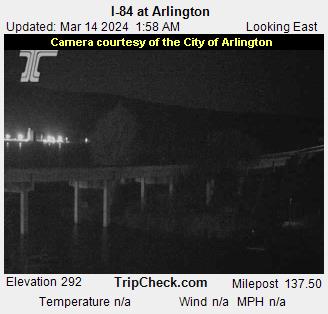 I-84 at Arlington
Updated: Mar 14 2024 1:58 AM Looking East
Camera courtesy of the City of Arlington
Elevation 292 TripCheck.com Milepost 137.50
Temperature n/a Wind n/a MPH n/a